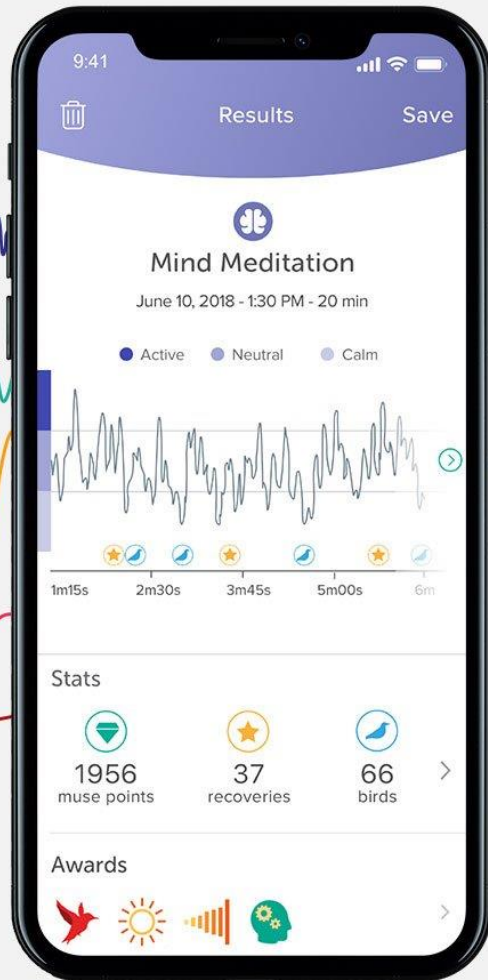 9:41
Results
Save
Mind Meditation
June 10, 2018 - 1:30 PM - 20 min
Active Neutral Calm
1m15s 2m30s 3m45s 5m00s 6m
Stats
1956 37 66
muse points recoveries birds
Awards